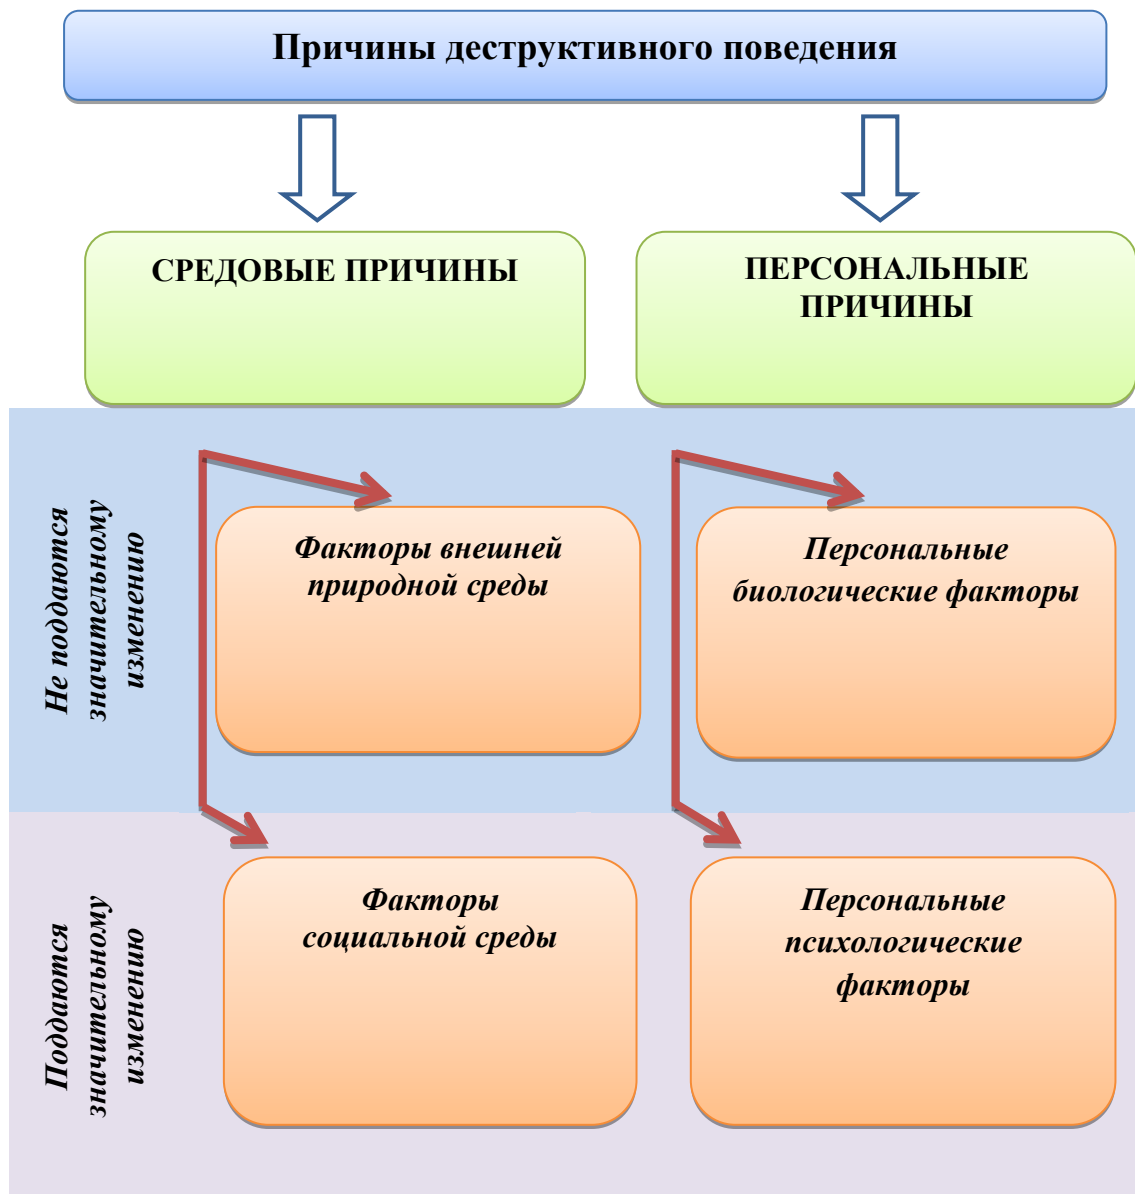 Причины деструктивного поведения
СРЕДОВЫЕ ПРИЧИНЫ
ПЕРСОНАЛЬНЫЕ
ПРИЧИНЫ
Не поддаются
значительному
изменению
Факторы внешней
природной среды
Персональные
биологические факторы
Поддаются
значительному
изменению
Факторы
социальной среды
Персональные
психологические
факторы